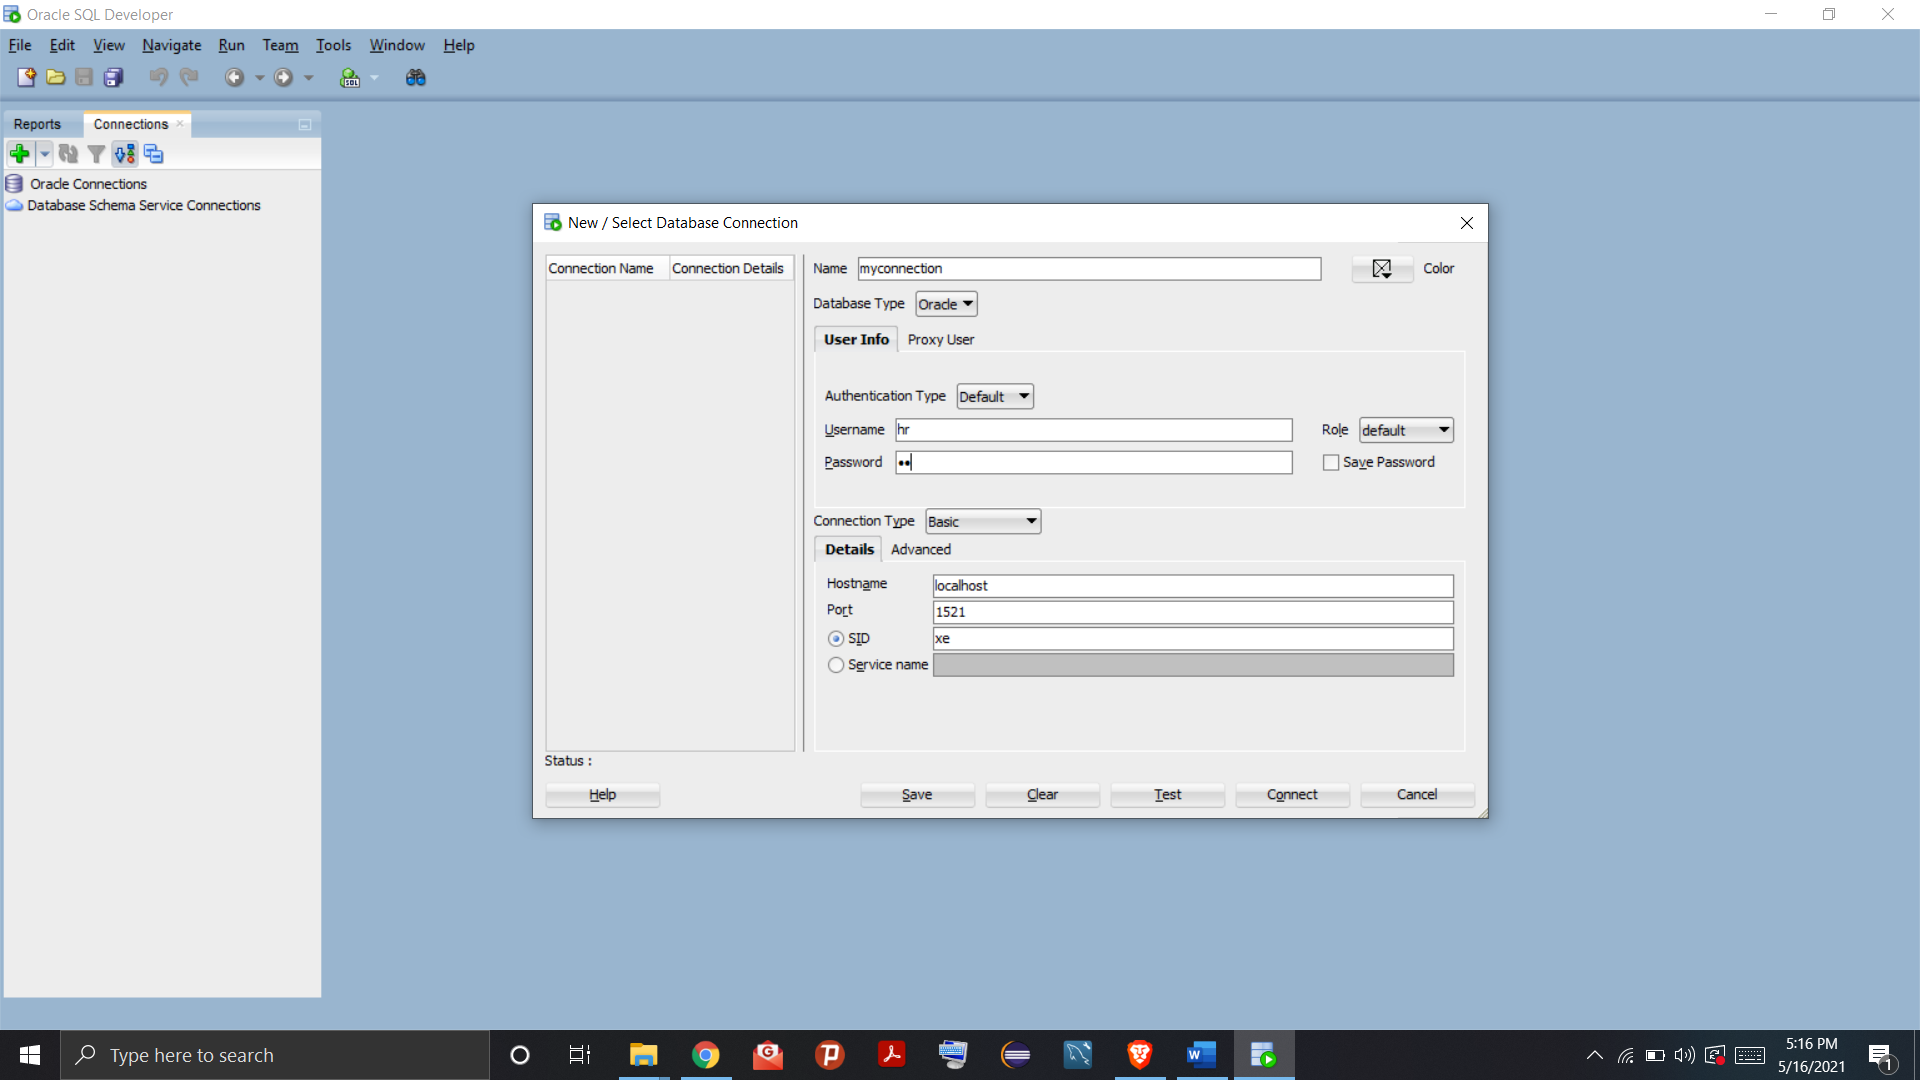 Oracle SQL Developer
File Edit View Navigate Run Team Tools Window Help
Reports Connections
Oracle Connections
Database Schema Service Connections
New / Select Database Connection
Connection Name Connection Details
Name myconnection Color
Database Type Oracle
User Info Proxy User
Authentication Type Default
Username hr Role default
Password •• Save Password
Connection Type Basic
Details Advanced
Hostname localhost
Port 1521
SID xe
Service name
Status :
Help Save Clear Test Connect Cancel
Type here to search
5:16 PM
5/16/2021
1